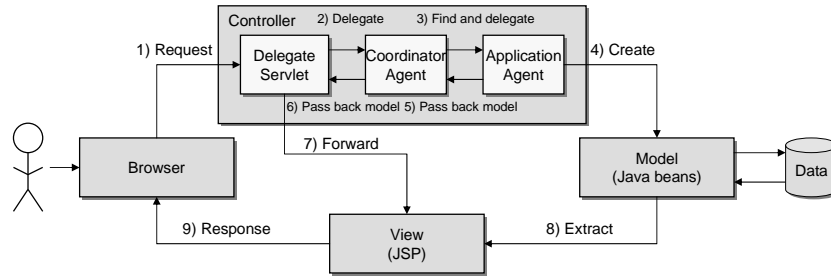 Controller
2) Delegate
3) Find and delegate
1) Request
Delegate
Servlet
Coordinator
Agent
Application
Agent
4) Create
6) Pass back model
5) Pass back model
7) Forward
Browser
Model
(Java beans)
Data
9) Response
View
(JSP)
8) Extract